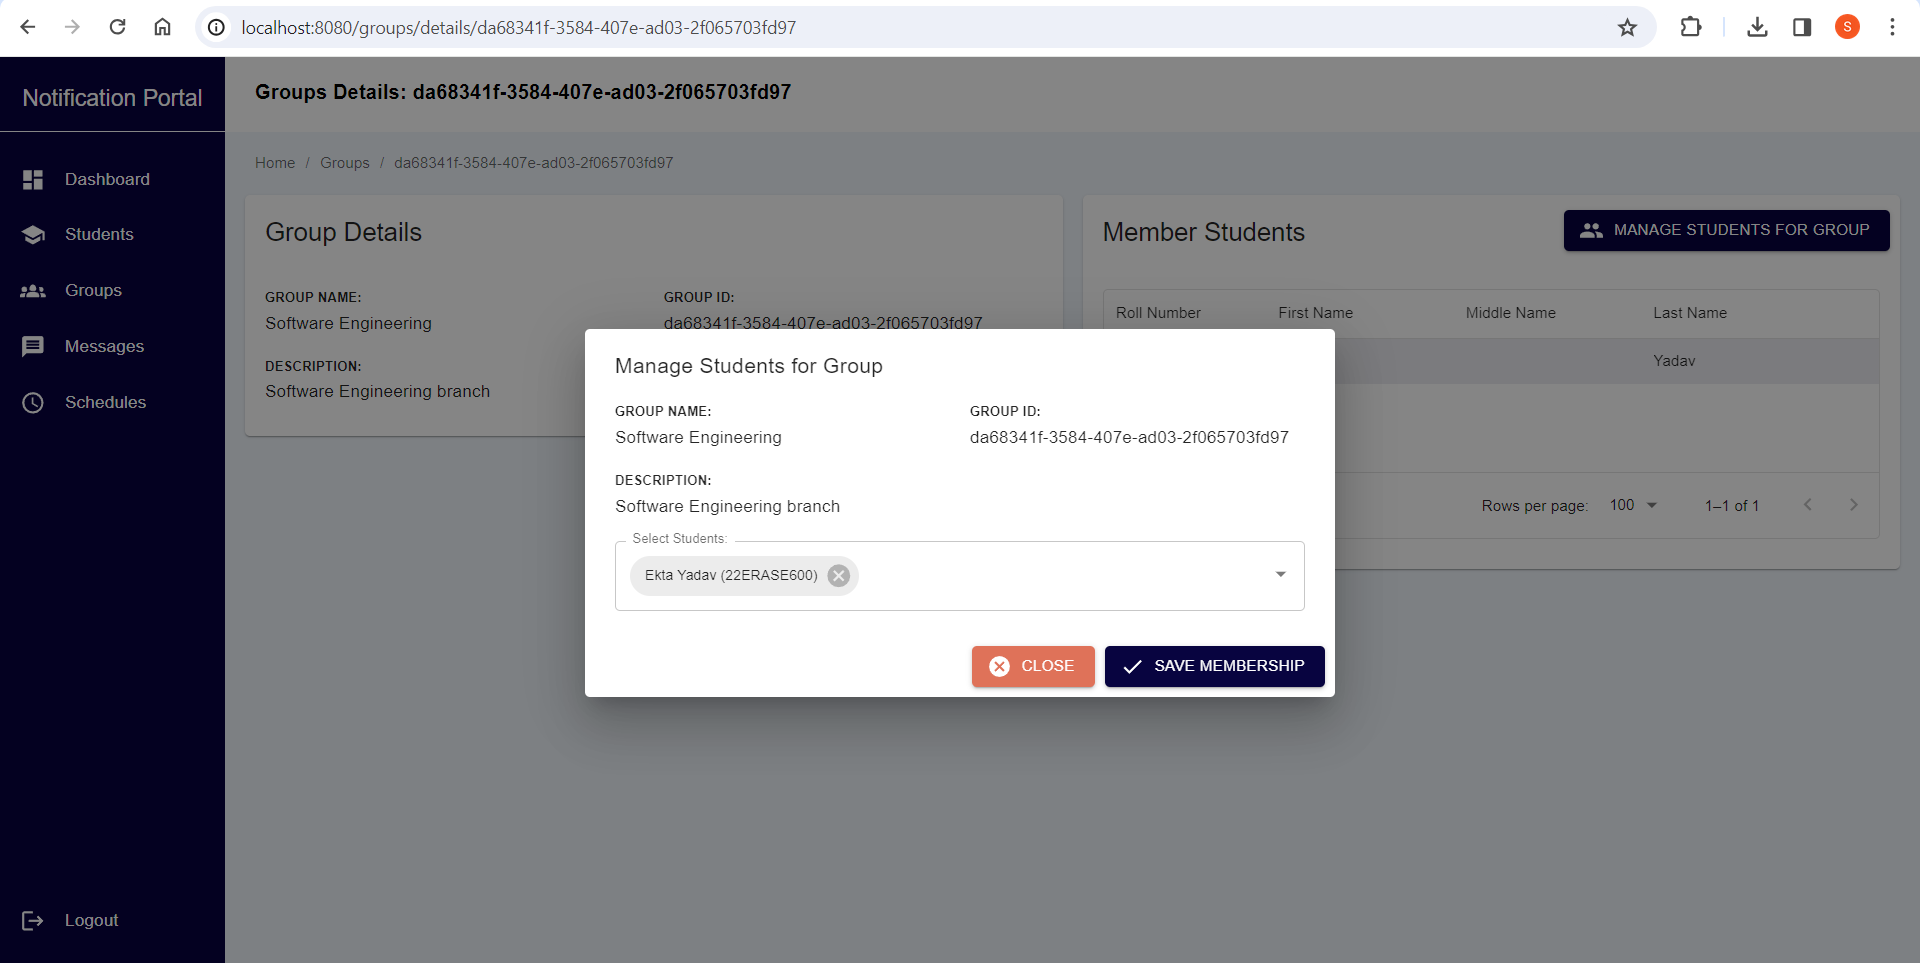 localhost:8080/groups/details/da68341f-3584-407e-ad03-2f065703fd97
S
Notification Portal
Dashboard
Students
Groups
Messages
Schedules
Logout
Groups Details: da68341f-3584-407e-ad03-2f065703fd97
Home / Groups / da68341f-3584-407e-ad03-2f065703fd97
Group Details
GROUP NAME:
Software Engineering
GROUP ID:
da68341f-3584-407e-ad03-2f065703fd97
DESCRIPTION:
Software Engineering branch
Member Students
MANAGE STUDENTS FOR GROUP
Roll Number First Name Middle Name Last Name
Yadav
Rows per page: 100 1–1 of 1
Manage Students for Group
GROUP NAME:
Software Engineering
GROUP ID:
da68341f-3584-407e-ad03-2f065703fd97
DESCRIPTION:
Software Engineering branch
Select Students:
Ekta Yadav (22ERASE600)
CLOSE
SAVE MEMBERSHIP